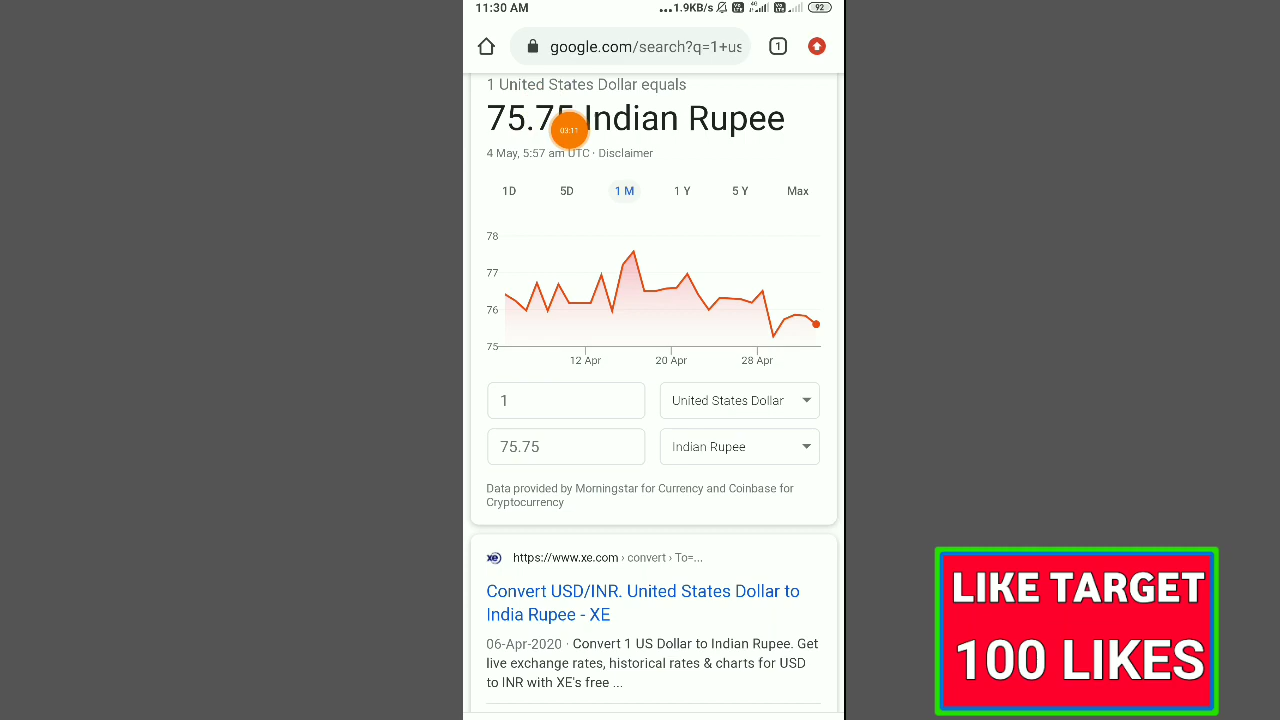 11:30 AM
...1.9KB/s
92
google.com/search?q=1+us
1
1 United States Dollar equals
75.75 Indian Rupee
03:11
4 May, 5:57 am UTC · Disclaimer
1D 5D 1 M 1 Y 5 Y Max
78
77
76
75
12 Apr 20 Apr 28 Apr
1 United States Dollar
75.75 Indian Rupee
Data provided by Morningstar for Currency and Coinbase for
Cryptocurrency
xe https://www.xe.com › convert › To=...
Convert USD/INR. United States Dollar to
India Rupee - XE
06-Apr-2020 · Convert 1 US Dollar to Indian Rupee. Get
live exchange rates, historical rates & charts for USD
to INR with XE's free ...
LIKE TARGET
100 LIKES